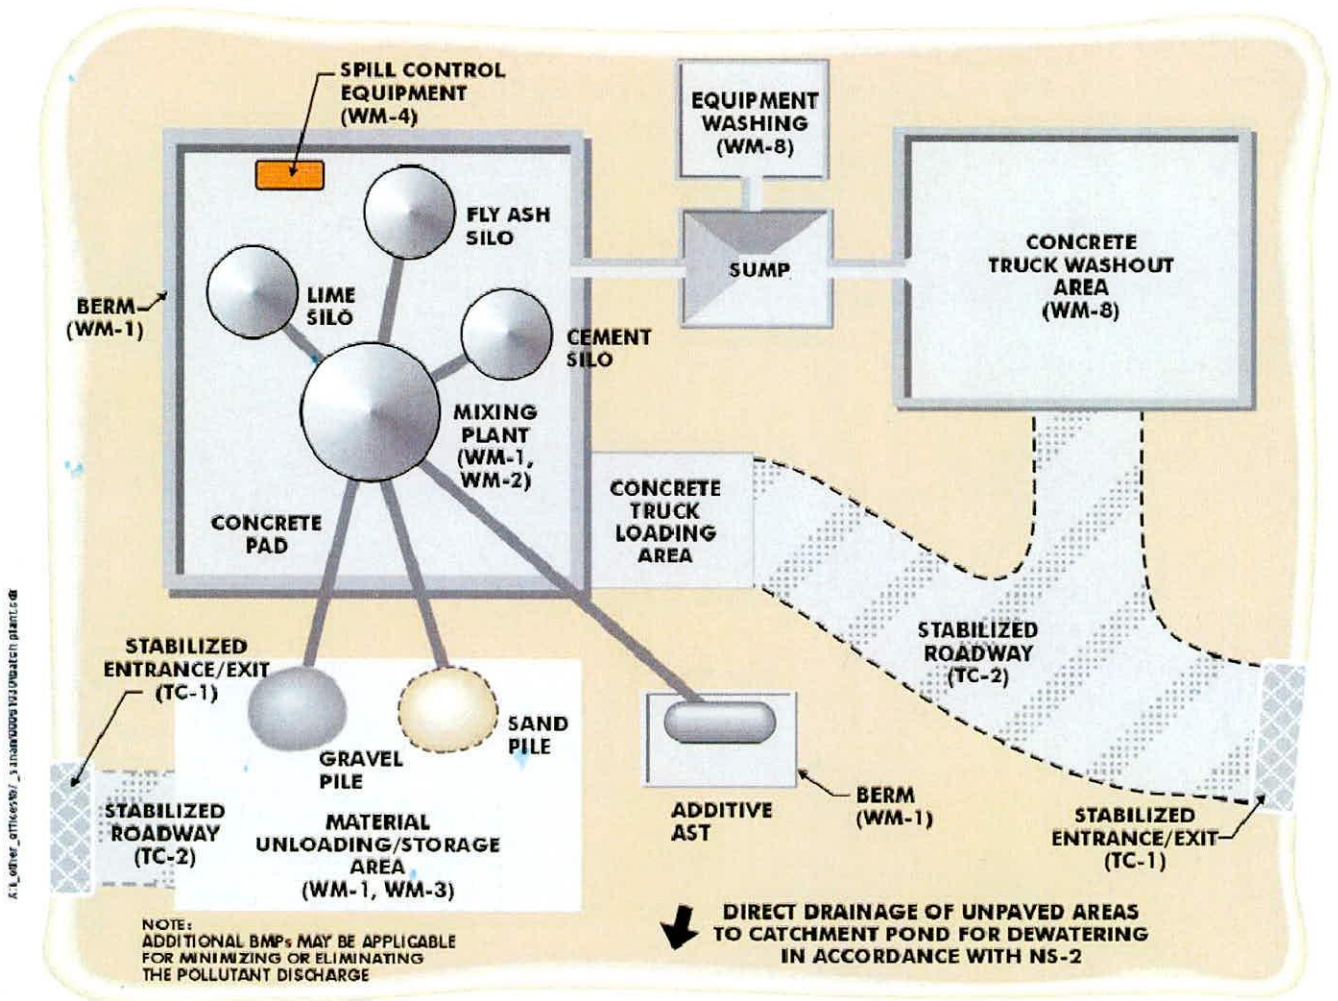 SPILL CONTROL
EQUIPMENT
(WM-4)
EQUIPMENT
WASHING
(WM-8)
FLY ASH
SILO
CONCRETE
TRUCK WASHOUT
AREA
(WM-8)
SUMP
BERM
(WM-1)
LIME
SILO
CEMENT
SILO
MIXING
PLANT
(WM-1,
WM-2)
CONCRETE
PAD
CONCRETE
TRUCK
LOADING
AREA
STABILIZED
ROADWAY
(TC-2)
STABILIZED
ENTRANCE/EXIT
(TC-1)
GRAVEL
PILE
SAND
PILE
STABILIZED
ROADWAY
(TC-2)
MATERIAL
UNLOADING/STORAGE
AREA
(WM-1, WM-3)
ADDITIVE
AST
BERM
(WM-1)
STABILIZED
ENTRANCE/EXIT
(TC-1)
NOTE:
ADDITIONAL BMPs MAY BE APPLICABLE
FOR MINIMIZING OR ELIMINATING
THE POLLUTANT DISCHARGE
DIRECT DRAINAGE OF UNPAVED AREAS
TO CATCHMENT POND FOR DEWATERING
IN ACCORDANCE WITH NS-2